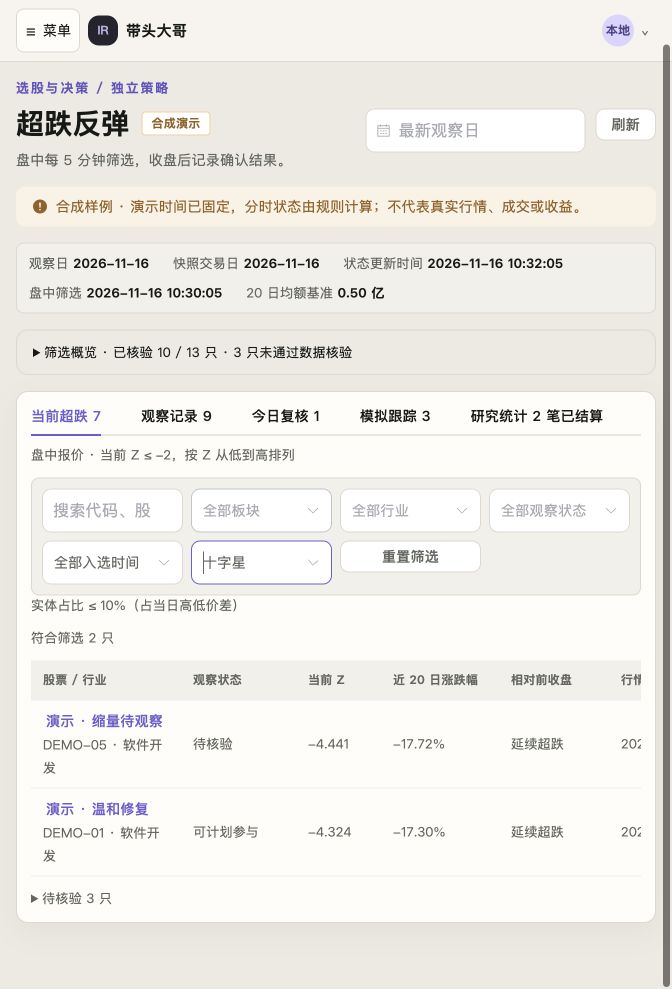 ≡ 菜单 IR 带头大哥 本地
选股与决策 / 独立策略
超跌反弹 合成演示
最新观察日 刷新
盘中每 5 分钟筛选，收盘后记录确认结果。
合成样例 · 演示时间已固定，分时状态由规则计算；不代表真实行情、成交或收益。
观察日 2026-11-16 快照交易日 2026-11-16 状态更新时间 2026-11-16 10:32:05
盘中筛选 2026-11-16 10:30:05 20 日均额基准 0.50 亿
▶ 筛选概览 · 已核验 10 / 13 只 · 3 只未通过数据核验
当前超跌 7 观察记录 9 今日复核 1 模拟跟踪 3 研究统计 2 笔已结算
盘中报价 · 当前 Z ≤ -2，按 Z 从低到高排列
搜索代码、股 全部板块 全部行业 全部观察状态
全部入选时间 十字星 重置筛选
实体占比 ≤ 10%（占当日高低价差）
符合筛选 2 只
股票 / 行业 观察状态 当前 Z 近 20 日涨跌幅 相对前收盘
演示 · 缩量待观察
DEMO-05 · 软件开 待核验 -4.441 -17.72% 延续超跌 202
发
演示 · 温和修复
DEMO-01 · 软件开 可计划参与 -4.324 -17.30% 延续超跌 202
发
▶ 待核验 3 只